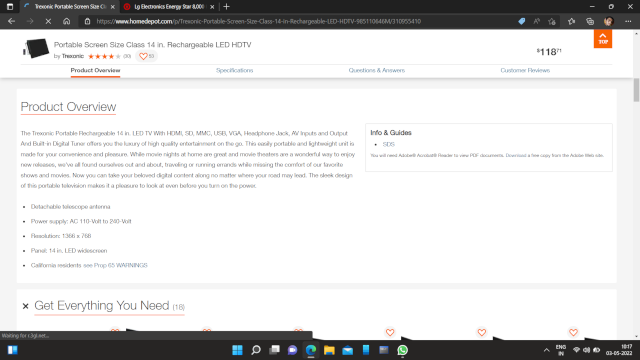 Trexonic Portable Screen Size Cl
Lg Electronics Energy Star 8,000
https://www.homedepot.com/p/Trexonic-Portable-Screen-Size-Class-14-in-Rechargeable-LED-HDTV-985110646M/310955410
Portable Screen Size Class 14 in. Rechargeable LED HDTV
by Trexonic
$118
TOP
Product Overview
Specifications
Questions & Answers
Customer Reviews
Product Overview
The Trexonic Portable Rechargeable 14 in. LED TV With HDMI, SD, MMC, USB, VGA, Headphone Jack, AV Inputs and Output
And Built-in Digital Tuner offers you the luxury of high quality entertainment on the go. This easily portable and lightweight unit is
made for your convenience and pleasure. While movie nights at home are great and movie theaters are a wonderful way to enjoy
new releases, we've all found ourselves out and about, traveling or running errands while missing the comfort of our favorite
shows and movies. Now you can take your beloved digital content along no matter where your road may lead. The sleek design
of this portable television makes it a pleasure to look at even before you turn on the power.
• Detachable telescope antenna
• Power supply: AC 110-Volt to 240-Volt
• Resolution: 1366 x 768
• Panel: 14 in. LED widescreen
• California residents see Prop 65 WARNINGS
Info & Guides
• SDS
You will need Adobe® Acrobat® Reader to view PDF documents. Download a free copy from the Adobe Web site.
Get Everything You Need (18)
ENG
IN
10:17
03-05-2022